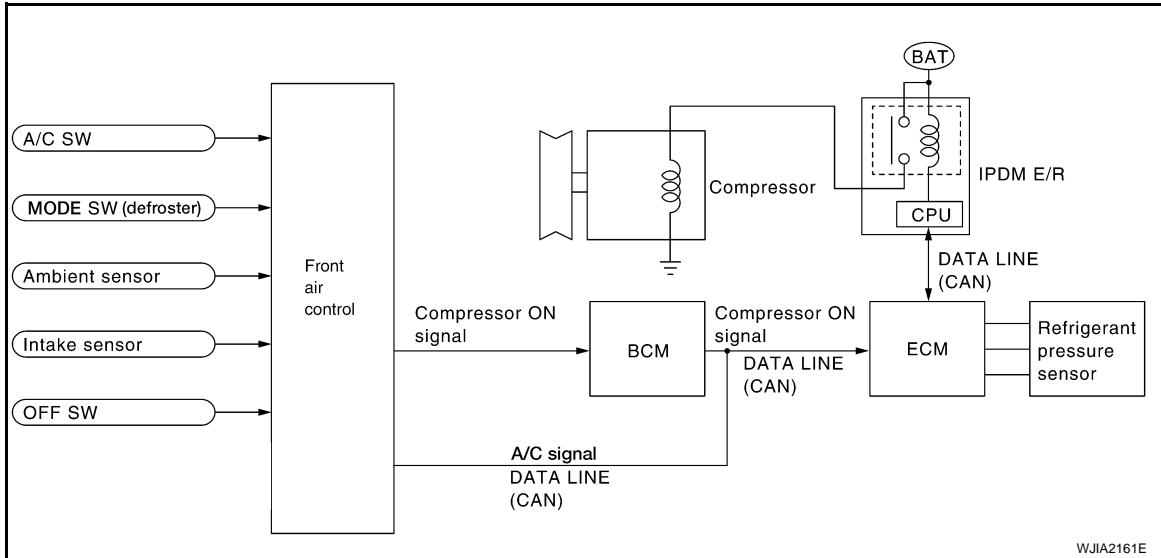 BAT
A/C SW
MODE SW (defroster)
Ambient sensor
Intake sensor
OFF SW
Front
air
control
Compressor
IPDM E/R
CPU
DATA LINE
(CAN)
Compressor ON
signal
BCM
Compressor ON
signal
DATA LINE
(CAN)
ECM
Refrigerant
pressure
sensor
A/C signal
DATA LINE
(CAN)
WJIA2161E